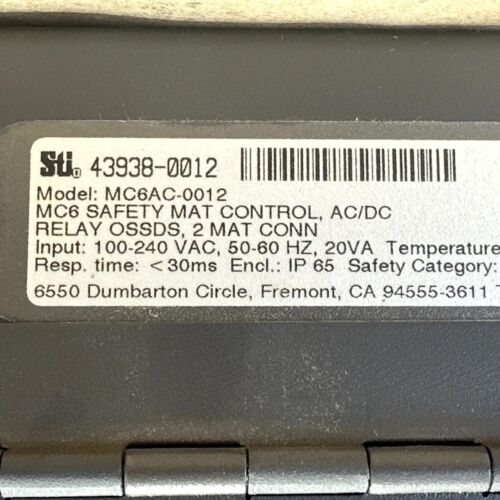 Sti® 43938-0012
Model: MC6AC-0012
MC6 SAFETY MAT CONTROL, AC/DC
RELAY OSSDS, 2 MAT CONN
Input: 100-240 VAC, 50-60 HZ, 20VA Temperature
Resp. time: <30ms Encl.: IP 65 Safety Category:
6550 Dumbarton Circle, Fremont, CA 94555-3611 T